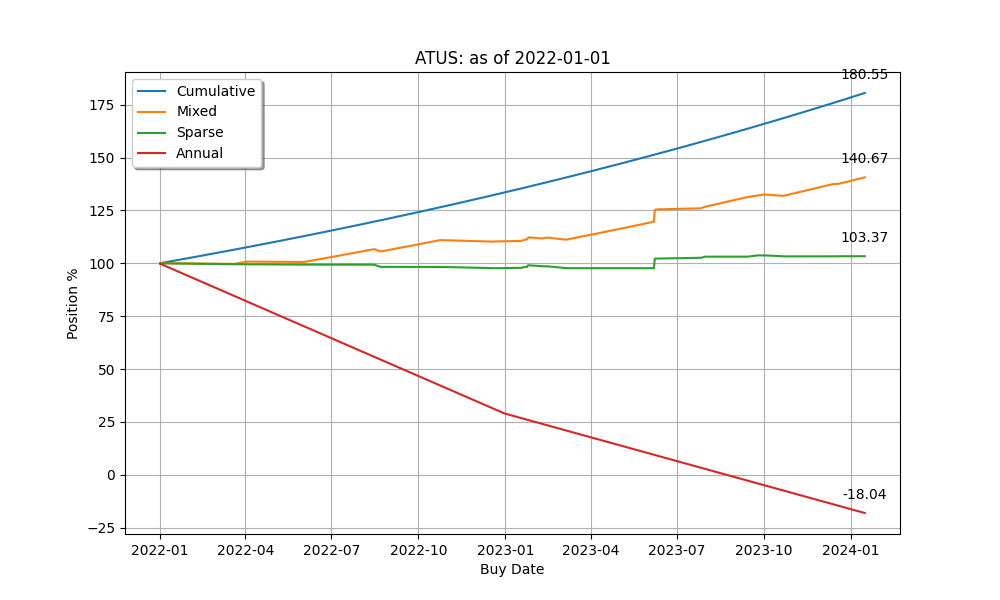 ATUS: as of 2022-01-01
Cumulative
Mixed
Sparse
Annual
180.55
140.67
103.37
-18.04
Position %
175
150
125
100
75
50
25
0
−25
2022-01 2022-04 2022-07 2022-10 2023-01 2023-04 2023-07 2023-10 2024-01
Buy Date